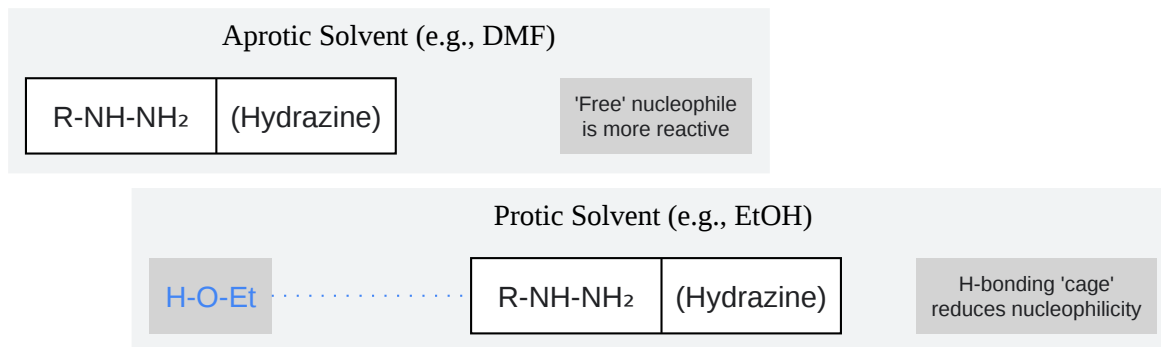 Aprotic Solvent (e.g., DMF)
R-NH-NH₂
(Hydrazine)
'Free' nucleophile
is more reactive
Protic Solvent (e.g., EtOH)
H-O-Et
R-NH-NH₂
(Hydrazine)
H-bonding 'cage'
reduces nucleophilicity